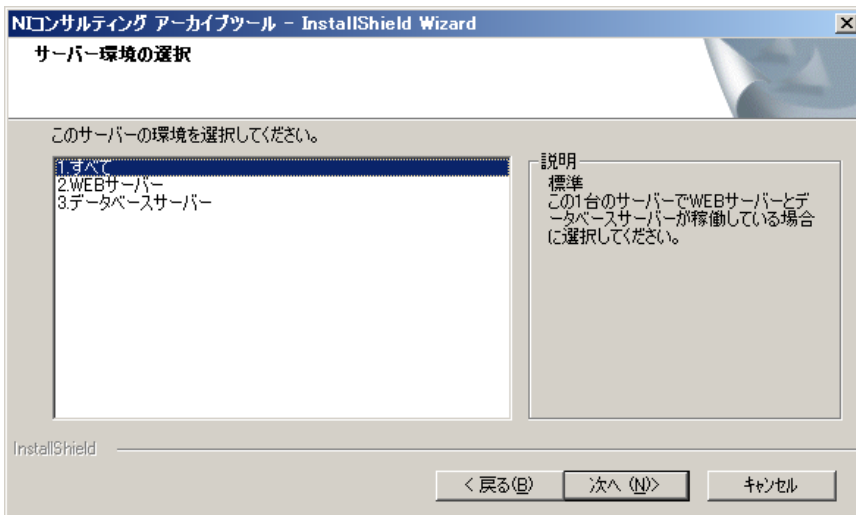 NIコンサルティング アーカイブツール - InstallShield Wizard
サーバー環境の選択
このサーバーの環境を選択してください。
1.すべて
2.WEBサーバー
3.データベースサーバー
説明
標準
この1台のサーバーでWEBサーバーとデ
ータベースサーバーが稼働している場合
に選択してください。
InstallShield
< 戻る(B)
次へ (N)>
キャンセル